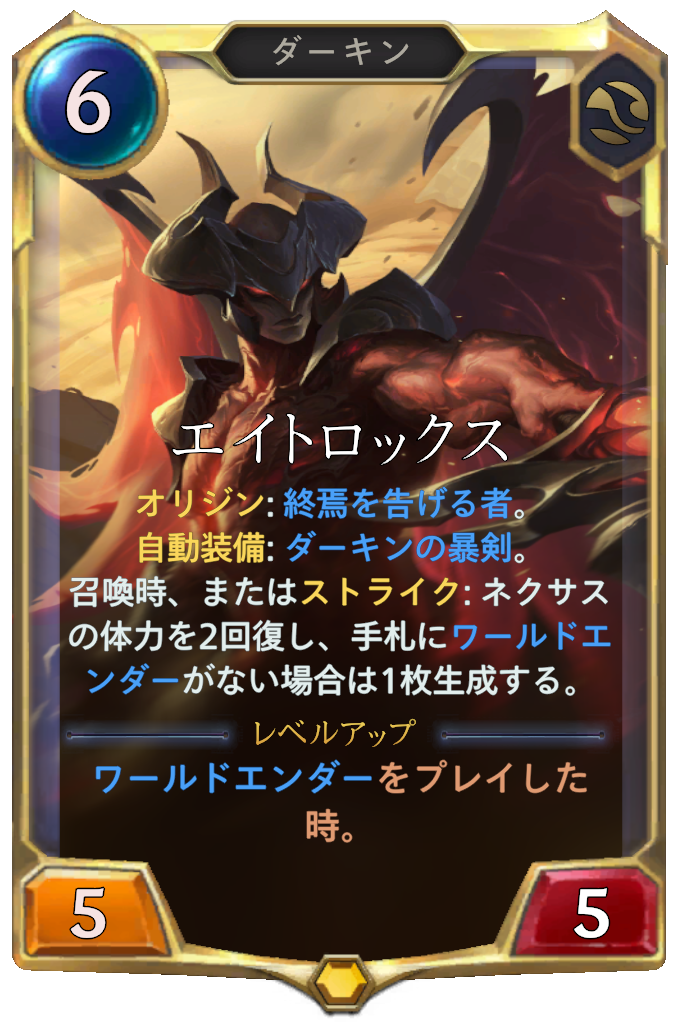 ダーキン
6
エイトロックス
オリジン: 終焉を告げる者。
自動装備: ダーキンの暴剣。
召喚時、またはストライク: ネクサス
の体力を2回復し、手札にワールドエ
ンダーがない場合は1枚生成する。
レベルアップ
ワールドエンダーをプレイした
時。
5
5